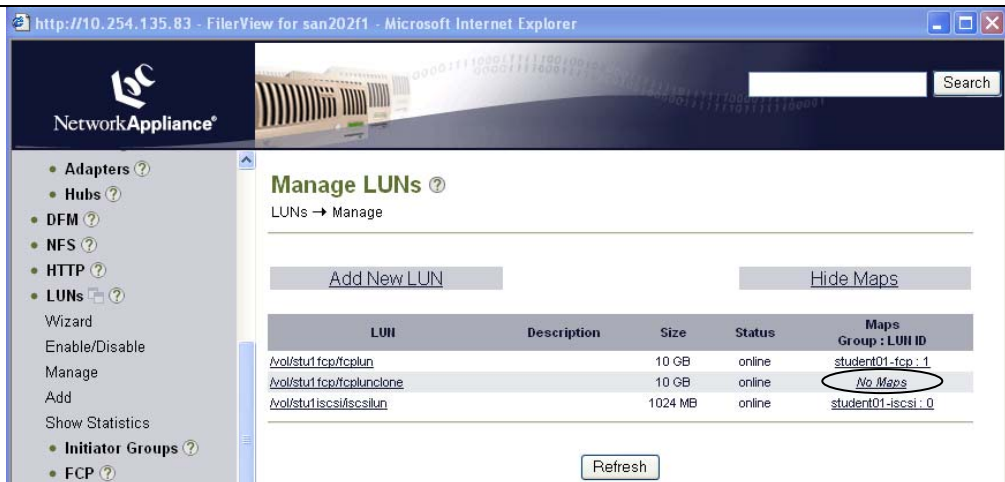 http://10.254.135.83 - FilerView for san202f1 - Microsoft Internet Explorer
NetworkAppliance®
Search
• Adapters ?
• Hubs ?
• DFM ?
• NFS ?
• HTTP ?
• LUNs ?
Wizard
Enable/Disable
Manage
Add
Show Statistics
• Initiator Groups ?
• FCP ?
Manage LUNs ?
LUNs → Manage
Add New LUN
Hide Maps
LUN Description Size Status Maps
Group : LUN ID
/vol/stu1fcp/fcplun 10 GB online student01-fcp : 1
/vol/stu1fcp/fcplunclone 10 GB online No Maps
/vol/stu1iscsi/iscsilun 1024 MB online student01-iscsi : 0
Refresh